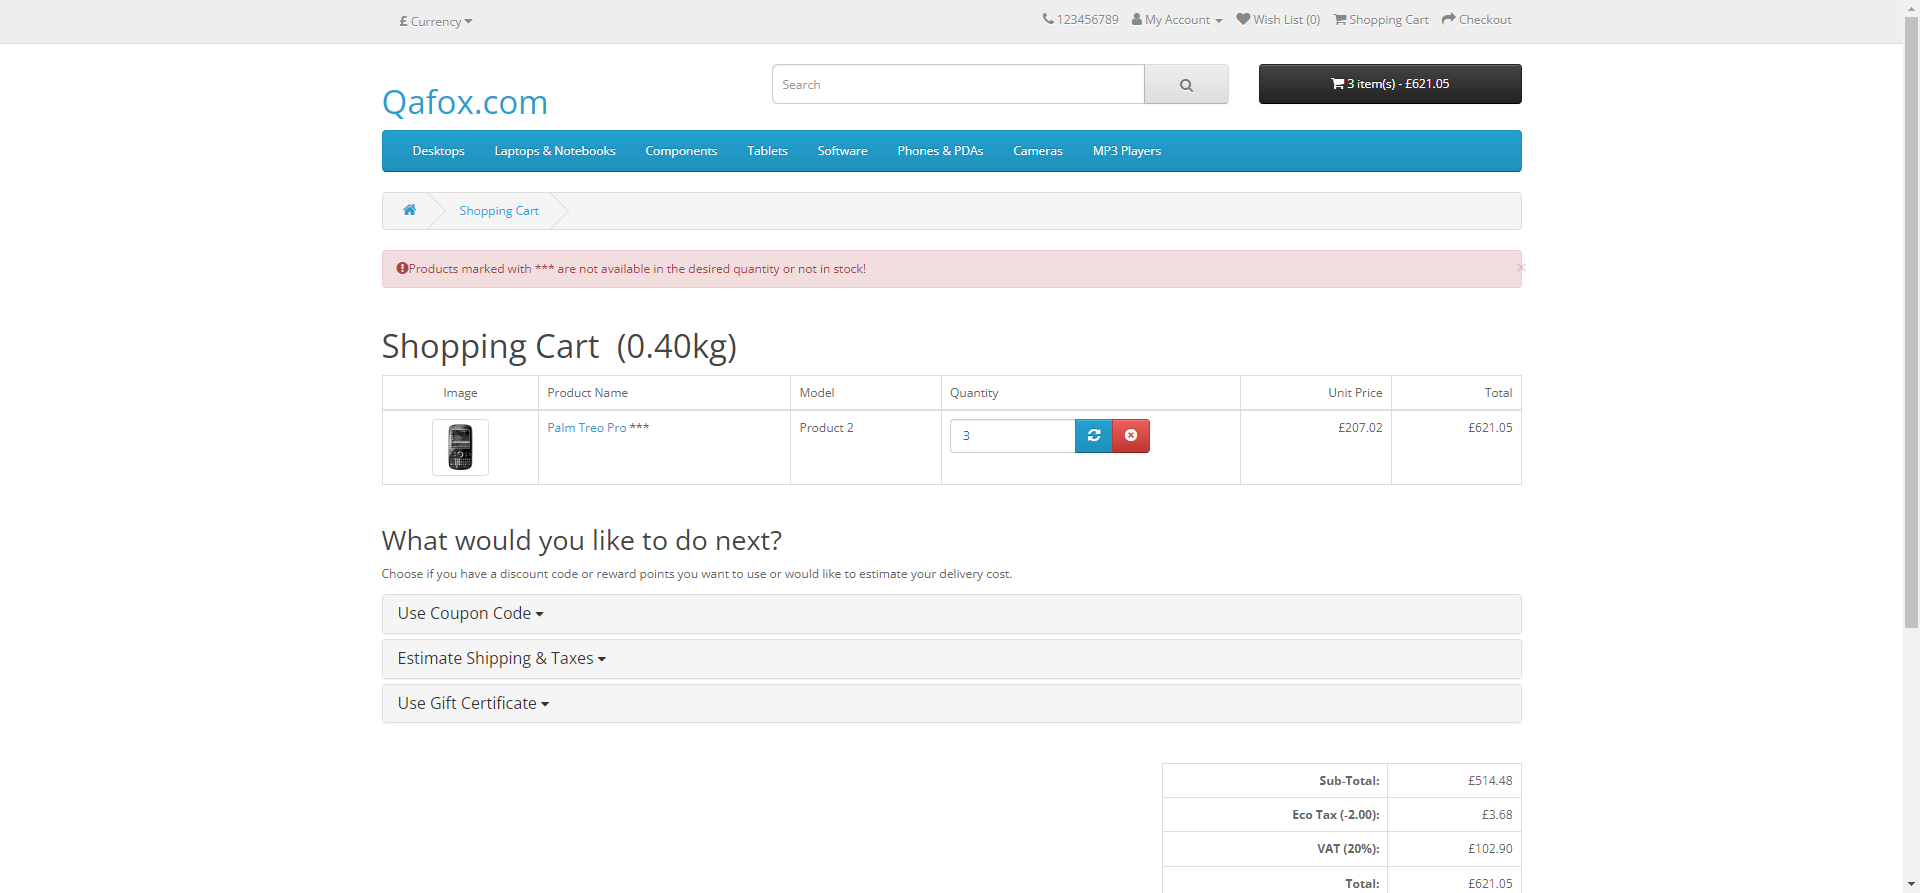 £ Currency
123456789 My Account Wish List (0) Shopping Cart Checkout
Qafox.com
Search
3 item(s) - £621.05
Desktops Laptops & Notebooks Components Tablets Software Phones & PDAs Cameras MP3 Players
Shopping Cart
Products marked with *** are not available in the desired quantity or not in stock!
×
Shopping Cart (0.40kg)
Image Product Name Model Quantity Unit Price Total
Palm Treo Pro *** Product 2 3 £207.02 £621.05
What would you like to do next?
Choose if you have a discount code or reward points you want to use or would like to estimate your delivery cost.
Use Coupon Code
Estimate Shipping & Taxes
Use Gift Certificate
Sub-Total: £514.48
Eco Tax (-2.00): £3.68
VAT (20%): £102.90
Total: £621.05